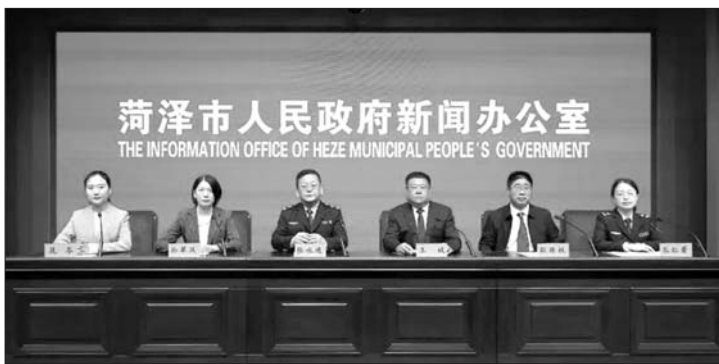 菏泽市人民政府新闻办公室
THE INFORMATION OFFICE OF HEZE MUNICIPAL PEOPLE'S GOVERNMENT